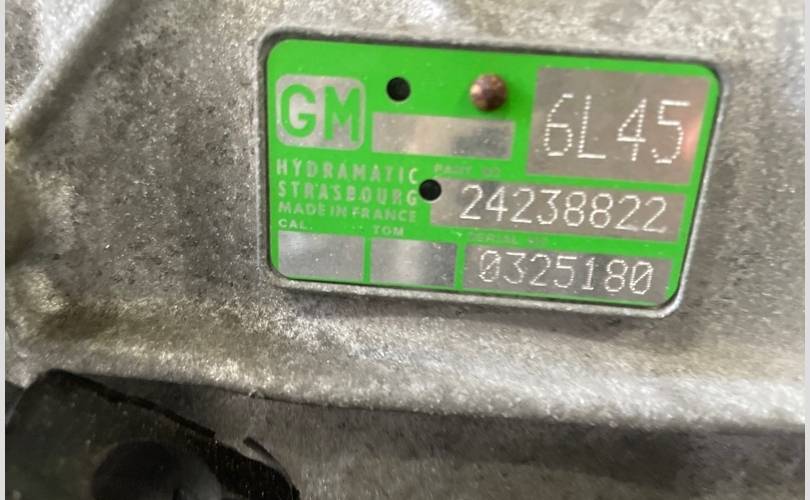 GM
6L45
HYDRAMATIC
STRASBOURG
MADE IN FRANCE
PART NO
24238822
CAL.
TOM
SERIAL NO
0325180